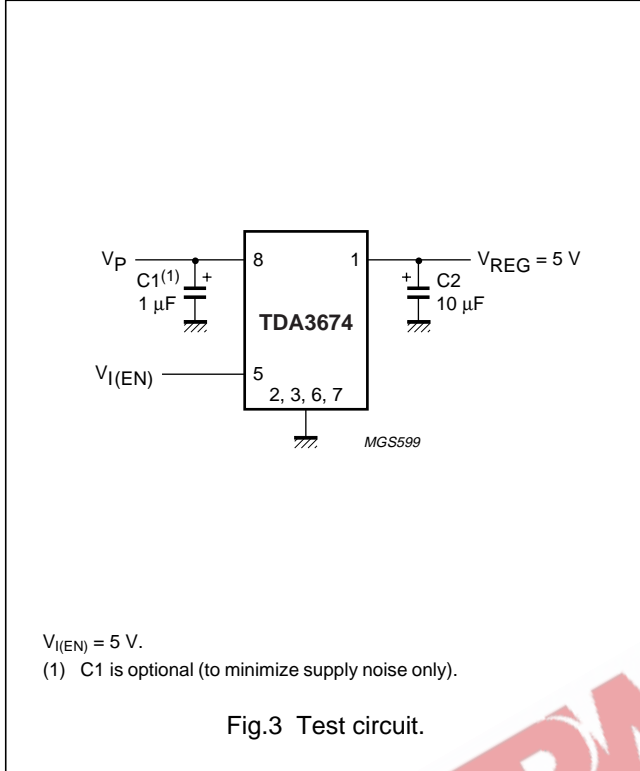 V_P
8
1
V_REG = 5 V
C1(1)
+
1 μF
+
C2
10 μF
TDA3674
V_I(EN)
5
2, 3, 6, 7
MGS599
V_I(EN) = 5 V.
(1) C1 is optional (to minimize supply noise only).
Fig.3 Test circuit.